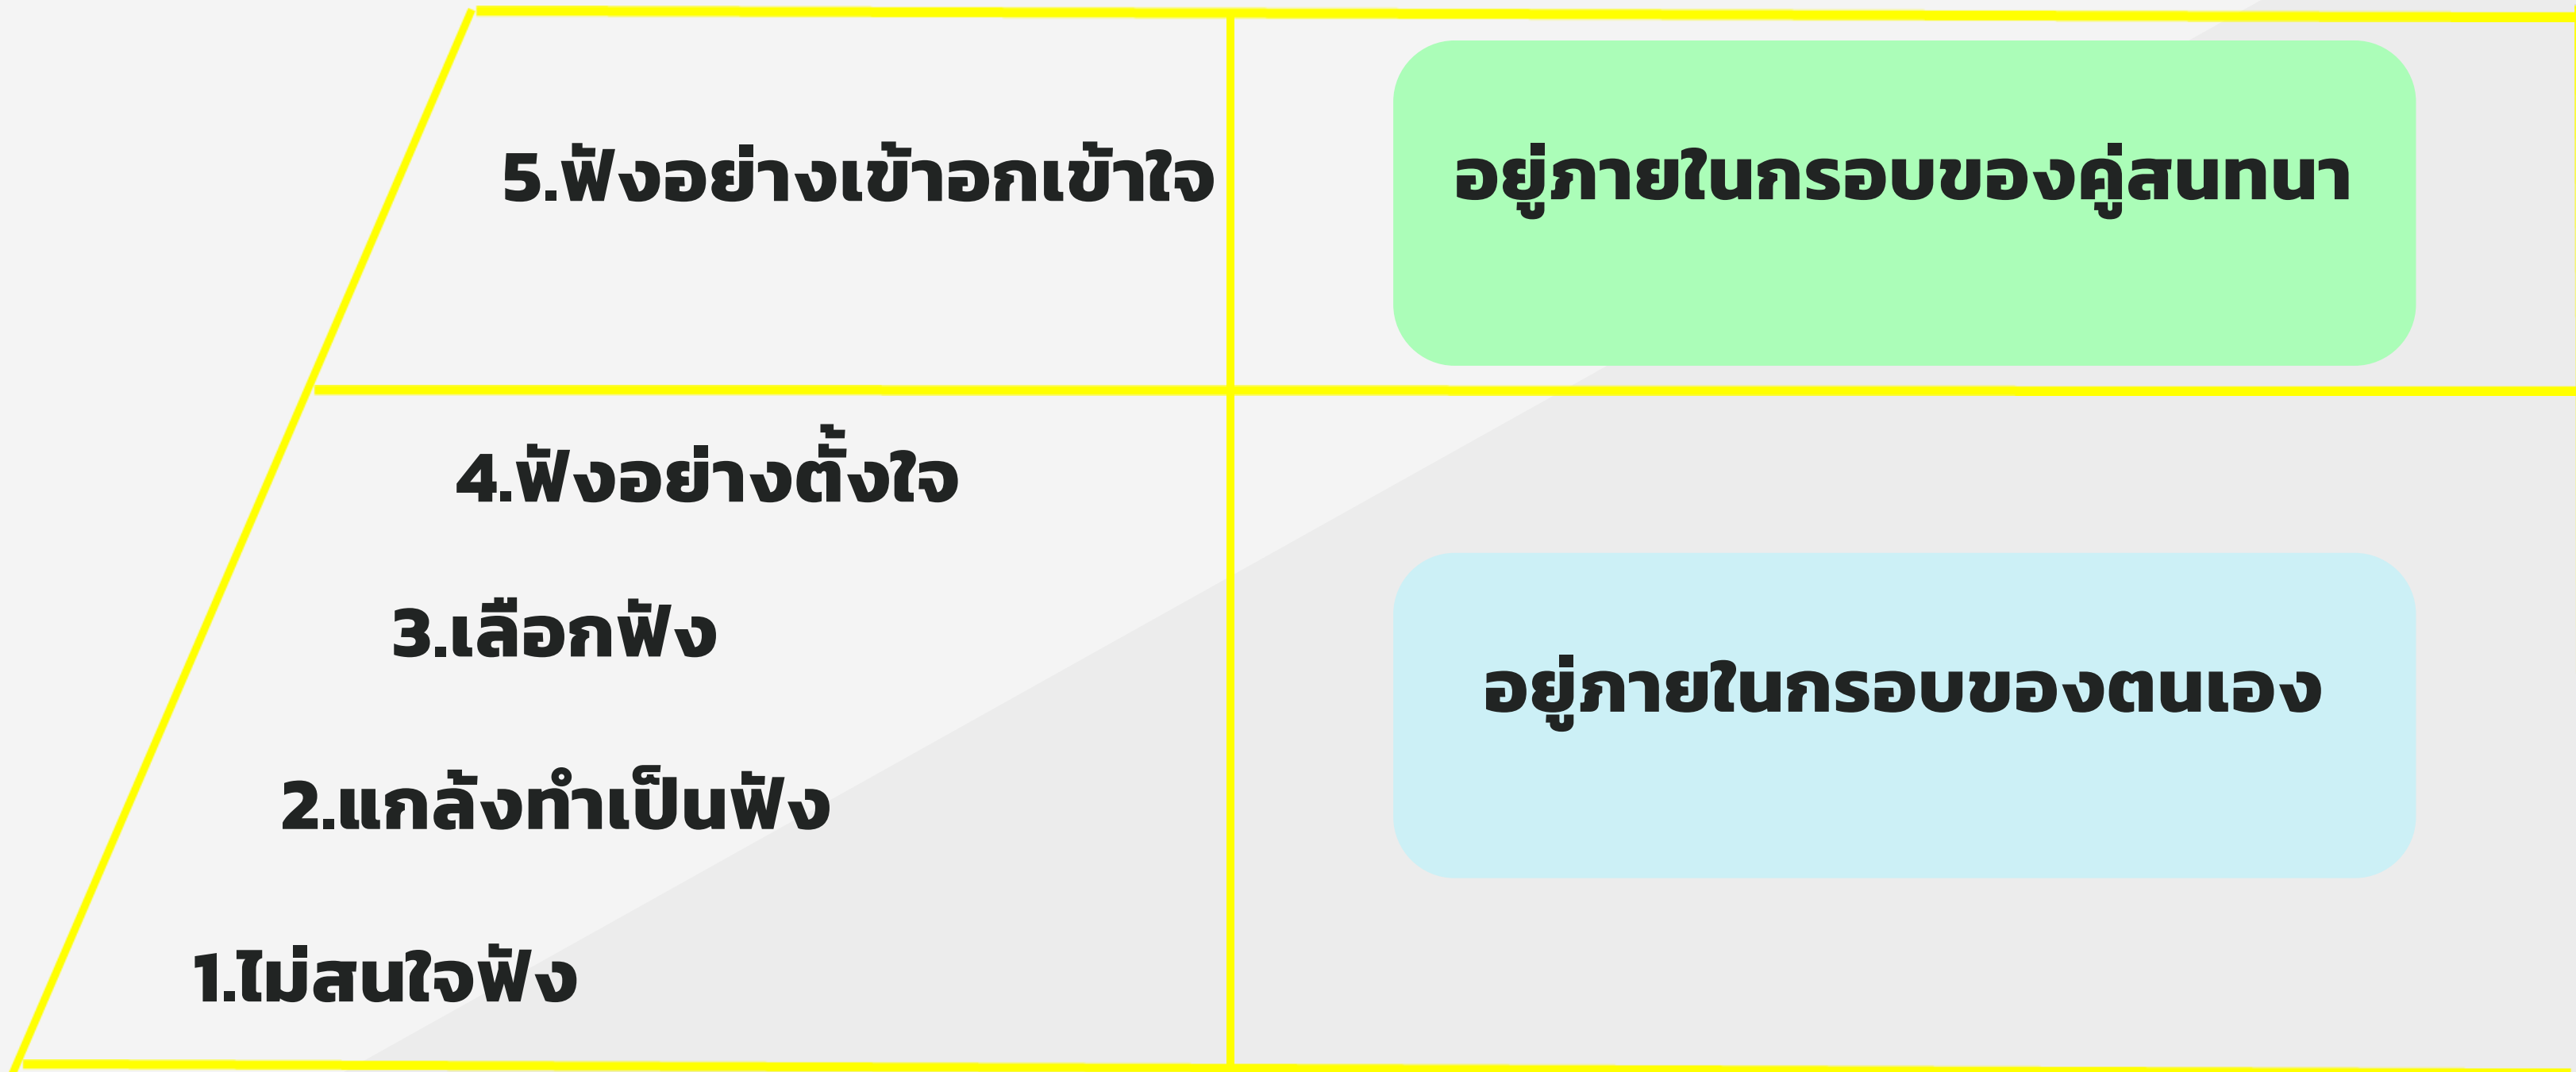 5.ฟังอย่างเข้าอกเข้าใจ
อยู่ภายในกรอบของคู่สนทนา
4.ฟังอย่างตั้งใจ
3.เลือกฟัง
อยู่ภายในกรอบของตนเอง
2.แกล้งทำเป็นฟัง
1.ไม่สนใจฟัง